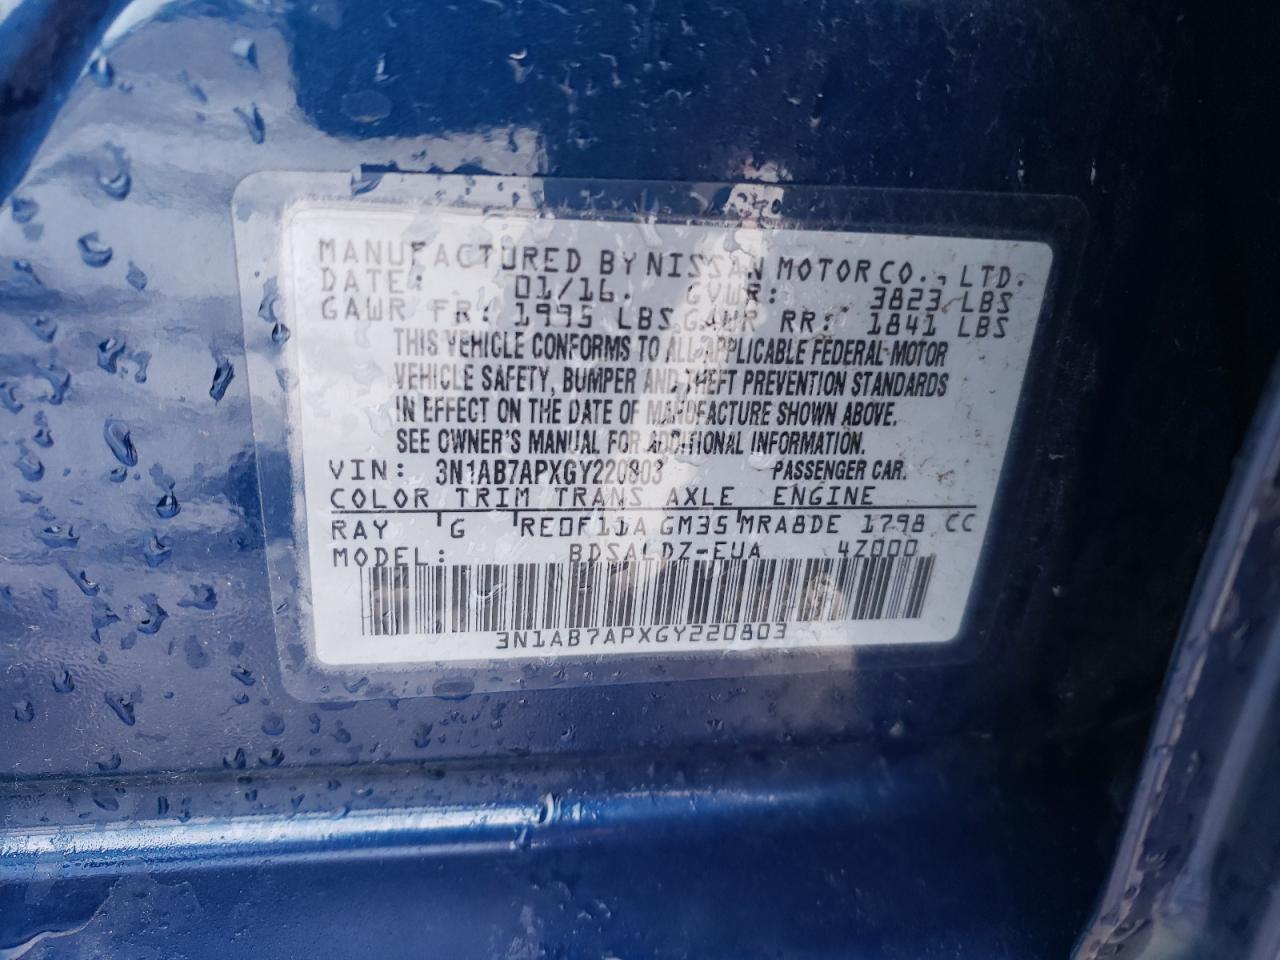 MANUFACTURED BY NISSAN MOTOR CO., LTD.
DATE: 01/16. GVWR: 3823 LBS
GAWR FR: 1995 LBS GAWR RR: 1841 LBS
THIS VEHICLE CONFORMS TO ALL APPLICABLE FEDERAL MOTOR
VEHICLE SAFETY, BUMPER AND THEFT PREVENTION STANDARDS
IN EFFECT ON THE DATE OF MANUFACTURE SHOWN ABOVE.
SEE OWNER'S MANUAL FOR ADDITIONAL INFORMATION.
VIN: 3N1AB7APXGY220803 PASSENGER CAR.
COLOR TRIM TRANS AXLE ENGINE
RAY G RE0F11A GM35 MRA8DE 1798 CC
MODEL: BDSALDZ-EUA 4Z000
3N1AB7APXGY220803